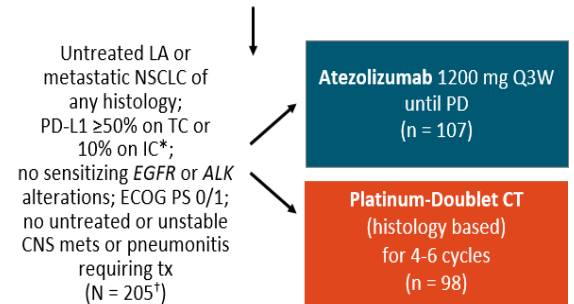 Untreated LA or
metastatic NSCLC of
any histology;
PD-L1 ≥50% on TC or
10% on IC*;
no sensitizing EGFR or ALK
alterations; ECOG PS 0/1;
no untreated or unstable
CNS mets or pneumonitis
requiring tx
(N = 205†)
Atezolizumab 1200 mg Q3W
until PD
(n = 107)
Platinum-Doublet CT
(histology based)
for 4-6 cycles
(n = 98)